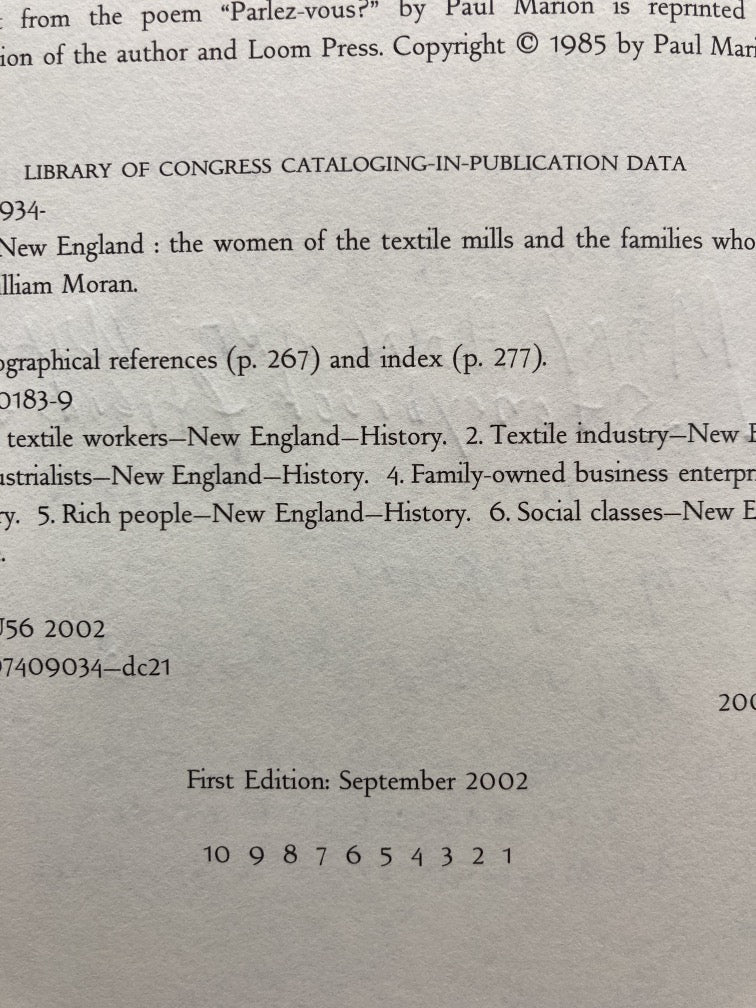 from the poem “Parlez-vous?” by Paul Marion is reprinted
ion of the author and Loom Press. Copyright © 1985 by Paul Mari
LIBRARY OF CONGRESS CATALOGING-IN-PUBLICATION DATA
934-
New England : the women of the textile mills and the families who
lliam Moran.
ographical references (p. 267) and index (p. 277).
0183-9
textile workers—New England—History. 2. Textile industry—New E
ustrialists—New England—History. 4. Family-owned business enterpr
ry. 5. Rich people—New England—History. 6. Social classes—New E
.
U56 2002
07409034—dc21
200
First Edition: September 2002
10 9 8 7 6 5 4 3 2 1